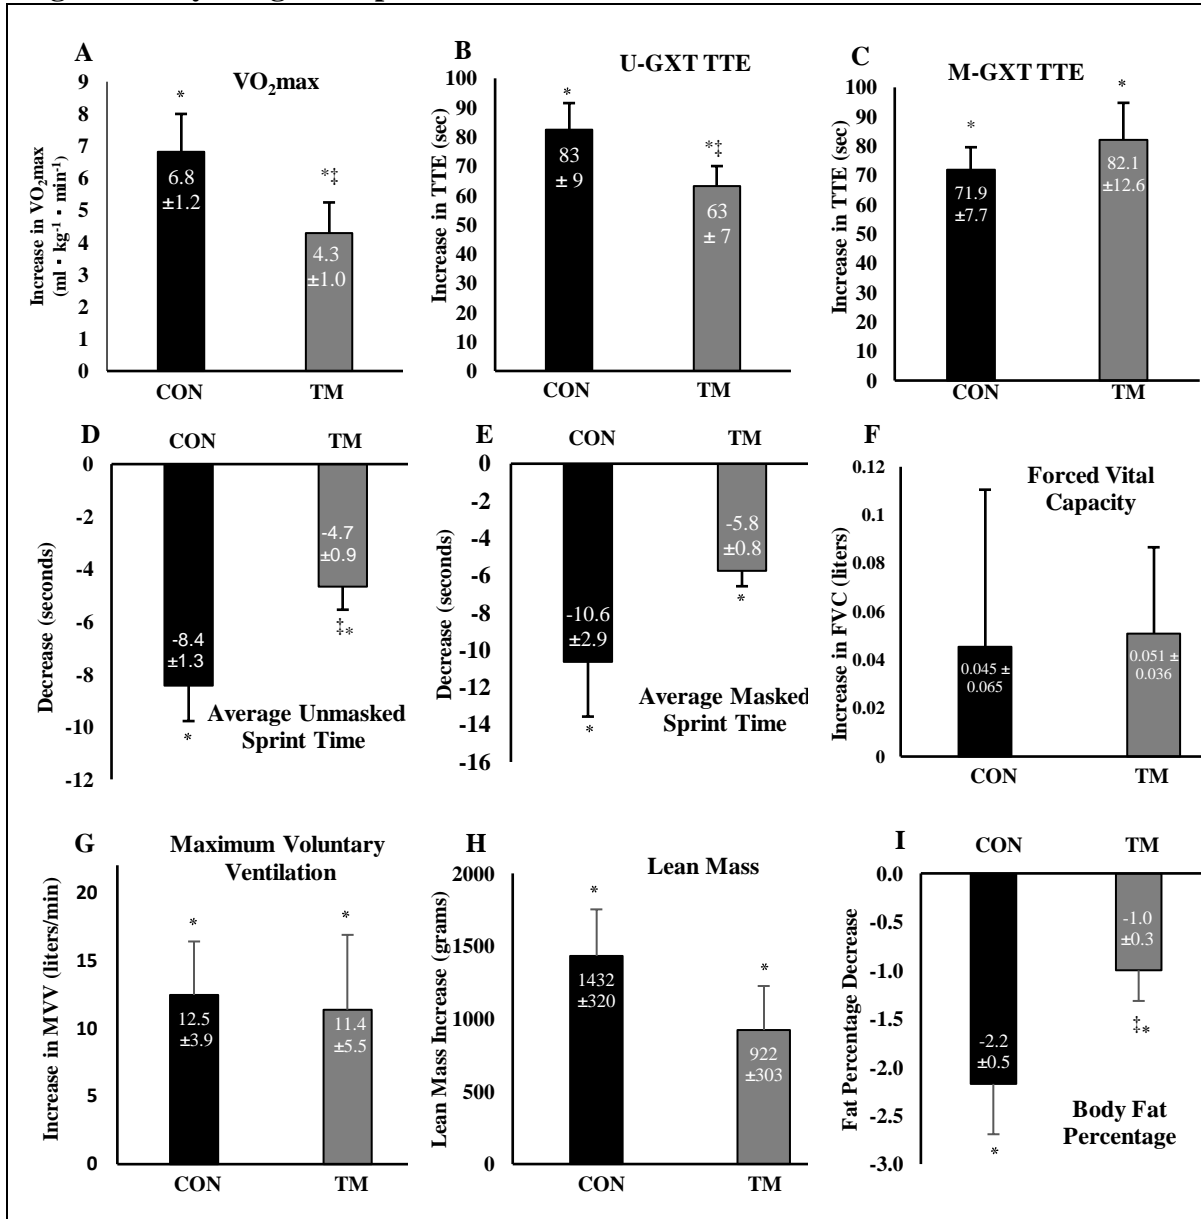 A
VO₂max
Increase in VO₂max
(ml ▪ kg⁻¹ ▪ min⁻¹)
9
8
7
6
5
4
3
2
1
0
*
6.8
±1.2
*‡
4.3
±1.0
CON
TM
B
U-GXT TTE
Increase in TTE (sec)
100
90
80
70
60
50
40
30
20
10
0
*
83
± 9
*‡
63
± 7
CON
TM
C
M-GXT TTE
Increase in TTE (sec)
100
90
80
70
60
50
40
30
20
10
0
*
71.9
±7.7
*
82.1
±12.6
CON
TM
D
CON
TM
Decrease (seconds)
0
-2
-4
-6
-8
-10
-12
-8.4
±1.3
*
-4.7
±0.9
‡*
Average Unmasked
Sprint Time
E
CON
TM
Decrease (seconds)
0
-2
-4
-6
-8
-10
-12
-14
-16
-10.6
±2.9
*
-5.8
±0.8
*
Average Masked
Sprint Time
F
Forced Vital
Capacity
Increase in FVC (liters)
0.12
0.1
0.08
0.06
0.04
0.02
0
0.045 ±
0.065
0.051 ±
0.036
CON
TM
G
Maximum Voluntary
Ventilation
Increase in MVV (liters/min)
20
15
10
5
0
*
12.5
±3.9
*
11.4
±5.5
CON
TM
H
Lean Mass
Lean Mass Increase (grams)
2000
1500
1000
500
0
*
1432
±320
*
922
±303
CON
TM
I
CON
TM
Fat Percentage Decrease
0.0
-0.5
-1.0
-1.5
-2.0
-2.5
-3.0
-2.2
±0.5
*
-1.0
±0.3
‡*
Body Fat
Percentage